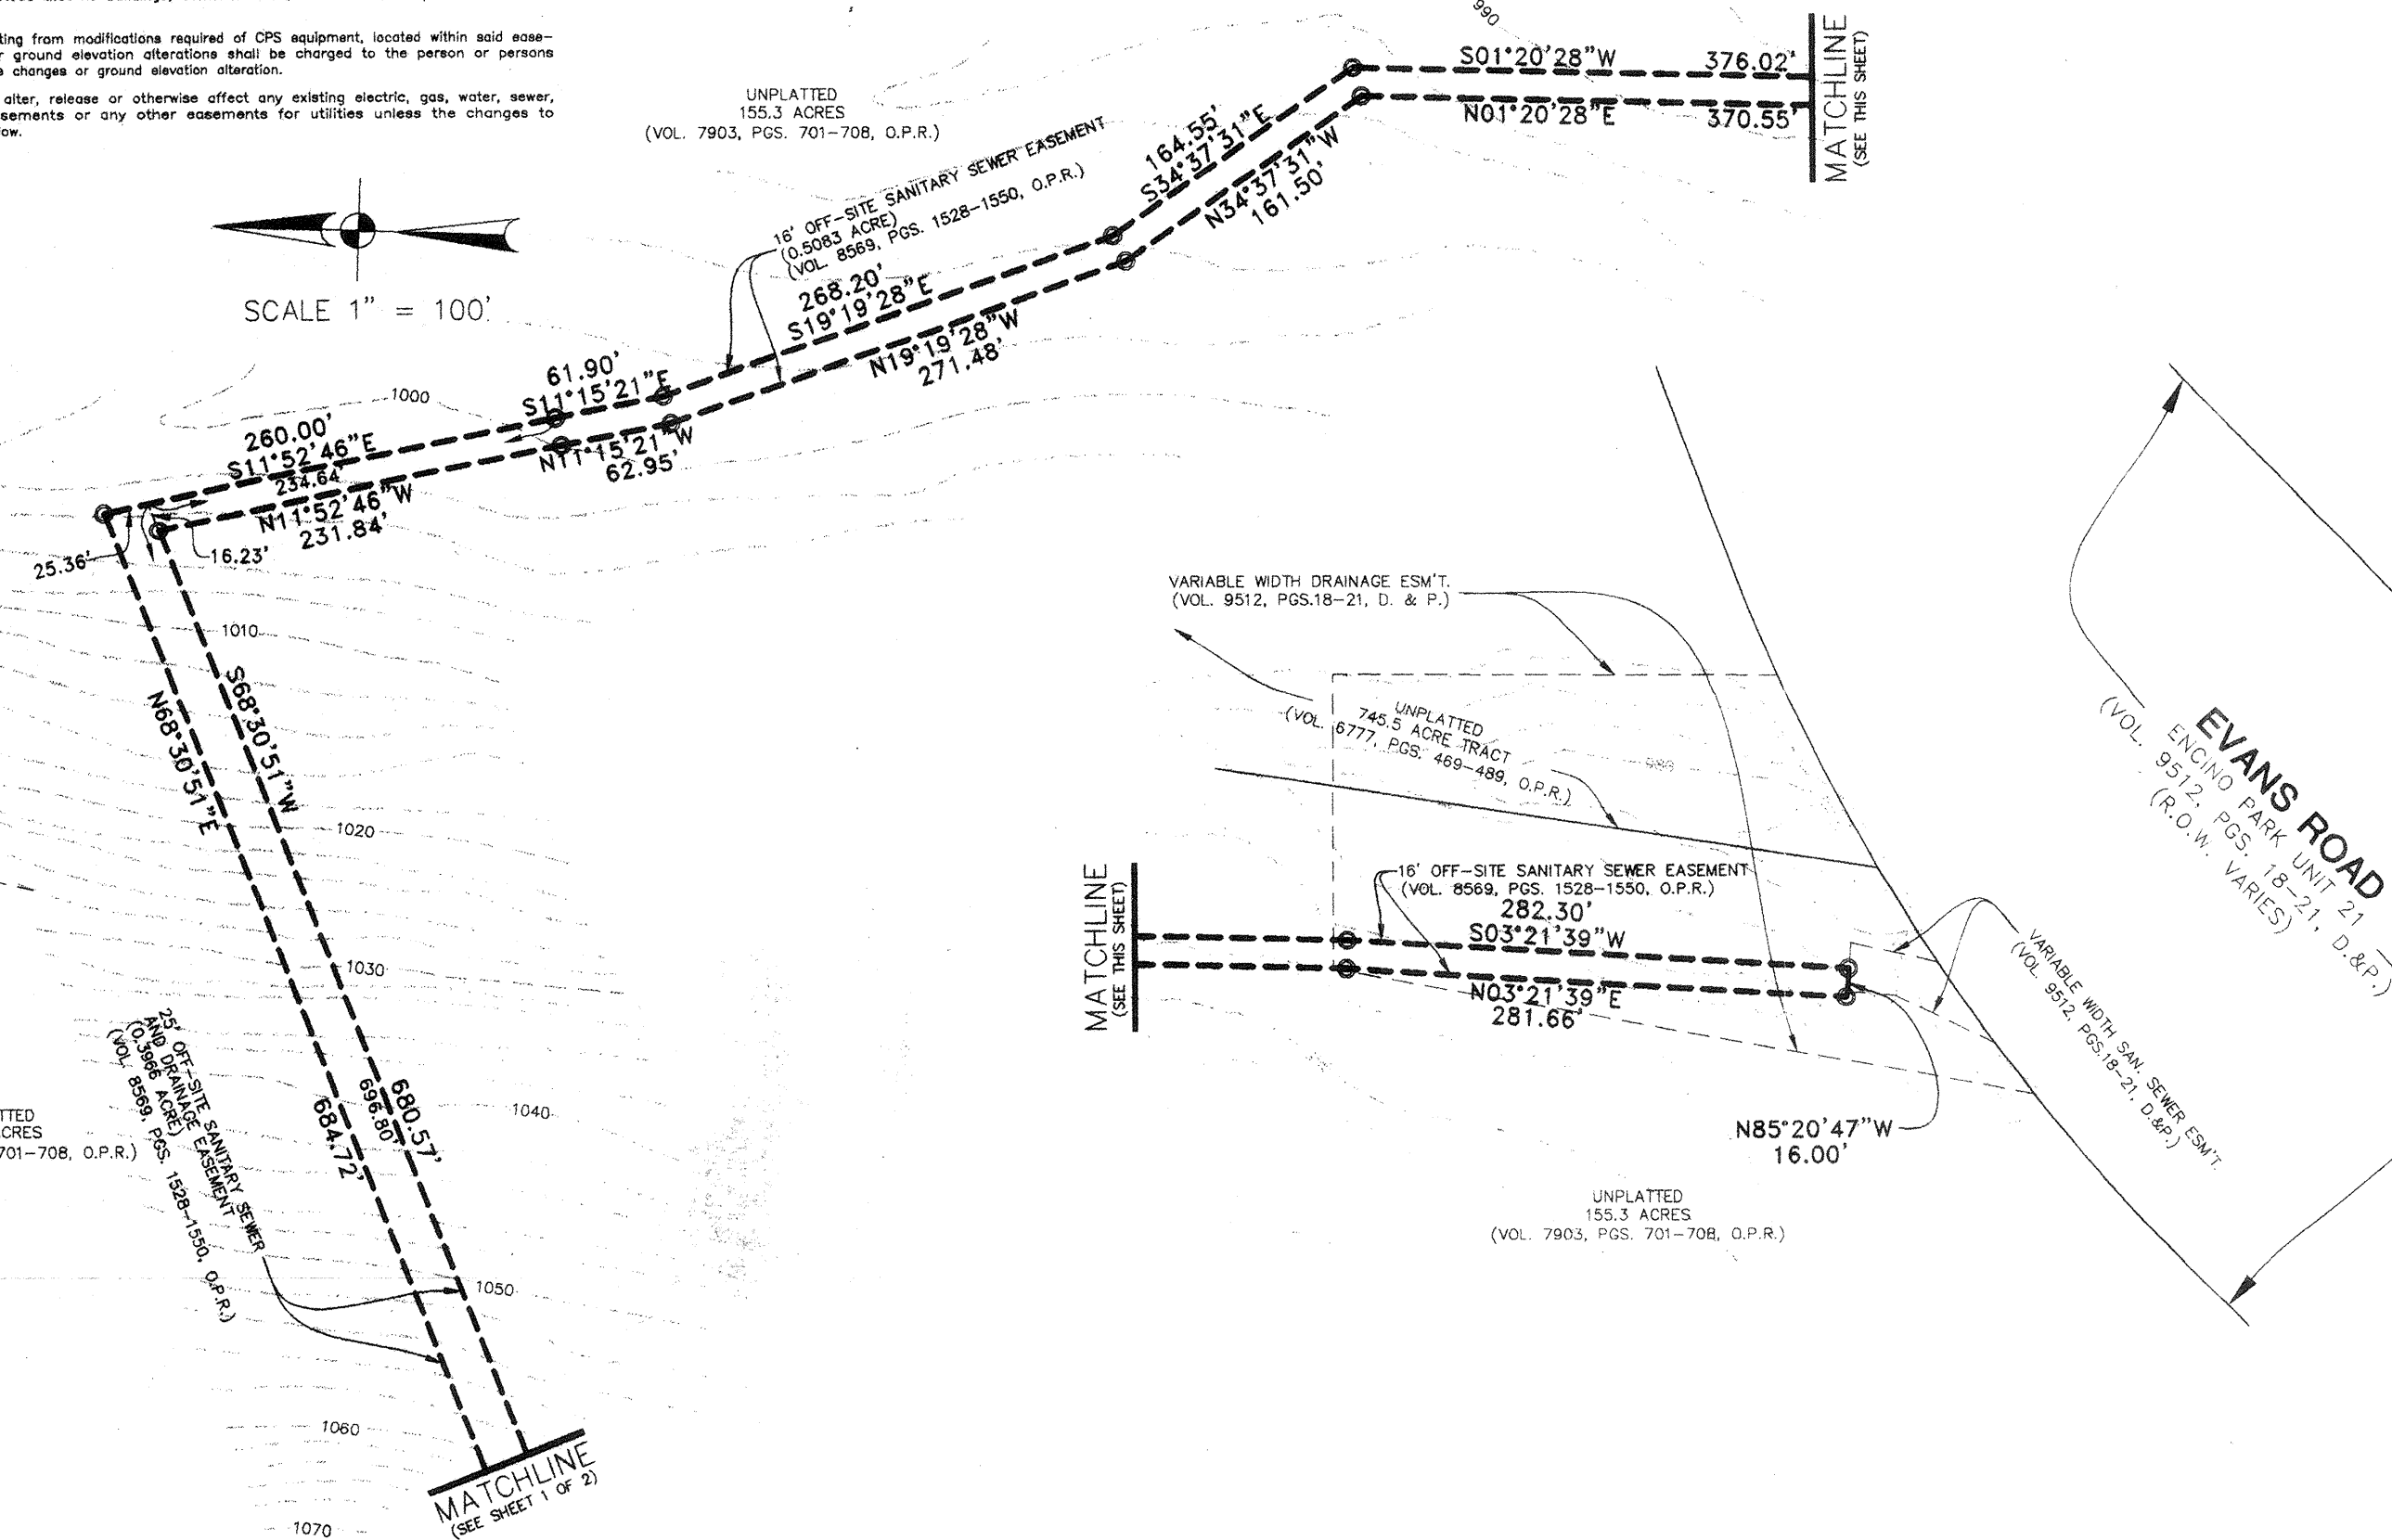 ting from modifications required of CPS equipment, located within said ease-
r ground elevation alterations shall be charged to the person or persons
changes or ground elevation alteration.
alter, release or otherwise affect any existing electric, gas, water, sewer,
sements or any other easements for utilities unless the changes to
ow.
SCALE 1" = 100'
UNPLATTED
155.3 ACRES
(VOL. 7903, PGS. 701-708, O.P.R.)
990
S01°20'28"W
376.02'
N01°20'28"E
370.55'
MATCHLINE
(SEE THIS SHEET)
164.55'
S34°37'31"E
N34°37'31"W
161.50'
16' OFF-SITE SANITARY SEWER EASEMENT
(0.5083 ACRE)
(VOL. 8569, PGS. 1528-1550, O.P.R.)
268.20'
S19°19'28"E
N19°19'28"W
271.48'
61.90'
S11°15'21"E
N11°15'21"W
62.95'
1000
260.00'
S11°52'46"E
234.64'
N11°52'46"W
231.84'
25.36'
16.23'
1010
S68°30'51"W
N68°30'51"E
1020
1030
25' OFF-SITE SANITARY SEWER
AND DRAINAGE EASEMENT
(0.3966 ACRE)
(VOL. 8569, PGS. 1528-1550, O.P.R.)
680.57'
696.80'
684.72'
1040
TTED
CRES
701-708, O.P.R.)
1050
1060
MATCHLINE
(SEE SHEET 1 OF 2)
1070
VARIABLE WIDTH DRAINAGE ESM'T.
(VOL. 9512, PGS.18-21, D. & P.)
UNPLATTED
745.5 ACRE TRACT
(VOL. 6777, PGS. 469-489, O.P.R.)
980
EVANS ROAD
ENCINO PARK UNIT 21
(VOL. 9512, PGS. 18-21, D.&P.)
(R.O.W. VARIES)
MATCHLINE
(SEE THIS SHEET)
16' OFF-SITE SANITARY SEWER EASEMENT
(VOL. 8569, PGS. 1528-1550, O.P.R.)
282.30'
S03°21'39"W
N03°21'39"E
281.66'
VARIABLE WIDTH SAN. SEWER ESM'T.
(VOL. 9512, PGS.18-21, D.&P.)
N85°20'47"W
16.00'
UNPLATTED
155.3 ACRES
(VOL. 7903, PGS. 701-708, O.P.R.)